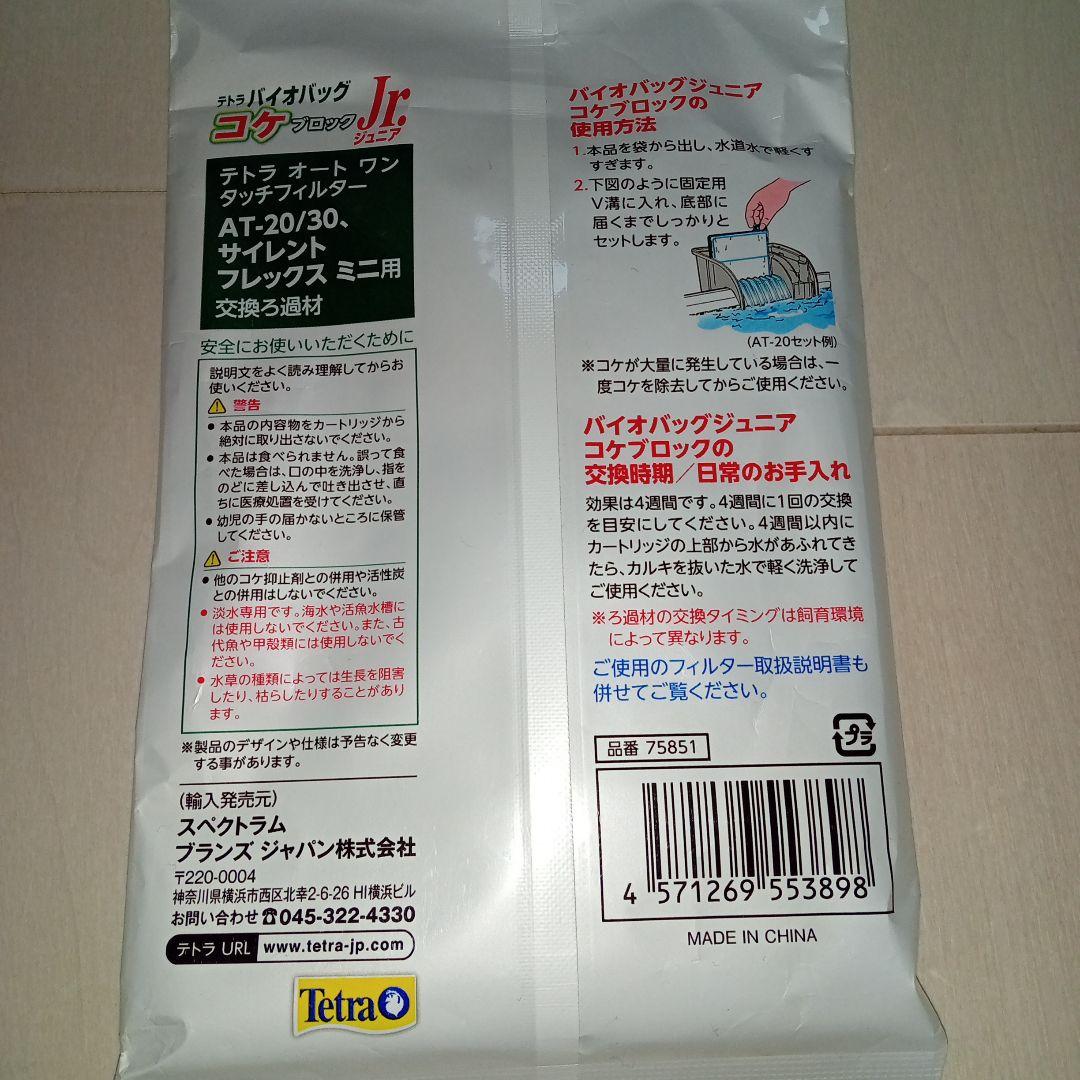 テトラ バイオバッグ
コケ ブロック Jr.
ジュニア
テトラ オート ワン
タッチフィルター
AT-20/30、
サイレント
フレックス ミニ用
交換ろ過材
安全にお使いいただくために
説明文をよく読み理解してからお
使いください。
警告
● 本品の内容物をカートリッジから
絶対に取り出さないでください。
● 本品は食べられません。誤って食
べた場合は、口の中を洗浄し、指を
のどに差し込んで吐き出させ、直
ちに医療処置を受けてください。
● 幼児の手の届かないところに保管
してください。
ご注意
● 他のコケ抑止剤との併用や活性炭
との併用はしないでください。
● 淡水専用です。海水や活魚水槽に
は使用しないでください。また、古
代魚や甲殻類には使用しないでく
ださい。
● 水草の種類によっては生長を阻害
したり、枯らしたりすることがあり
ます。
※製品のデザインや仕様は予告なく変更
する事があります。
(輸入発売元)
スペクトラム
ブランズ ジャパン株式会社
〒220-0004
神奈川県横浜市西区北幸2-6-26 HI横浜ビル
お問い合わせ☎045-322-4330
テトラ URL www.tetra-jp.com
Tetra
バイオバッグジュニア
コケブロックの
使用方法
1.本品を袋から出し、水道水で軽くす
すぎます。
2.下図のように固定用
V溝に入れ、底部に
届くまでしっかりと
セットします。
(AT-20セット例)
※コケが大量に発生している場合は、一
度コケを除去してからご使用ください。
バイオバッグジュニア
コケブロックの
交換時期/日常のお手入れ
効果は4週間です。4週間に1回の交換
を目安にしてください。4週間以内に
カートリッジの上部から水があふれてき
たら、カルキを抜いた水で軽く洗浄して
ご使用ください。
※ろ過材の交換タイミングは飼育環境
によって異なります。
ご使用のフィルター取扱説明書も
併せてご覧ください。
品番 75851
プラ
4 571269 553898
MADE IN CHINA